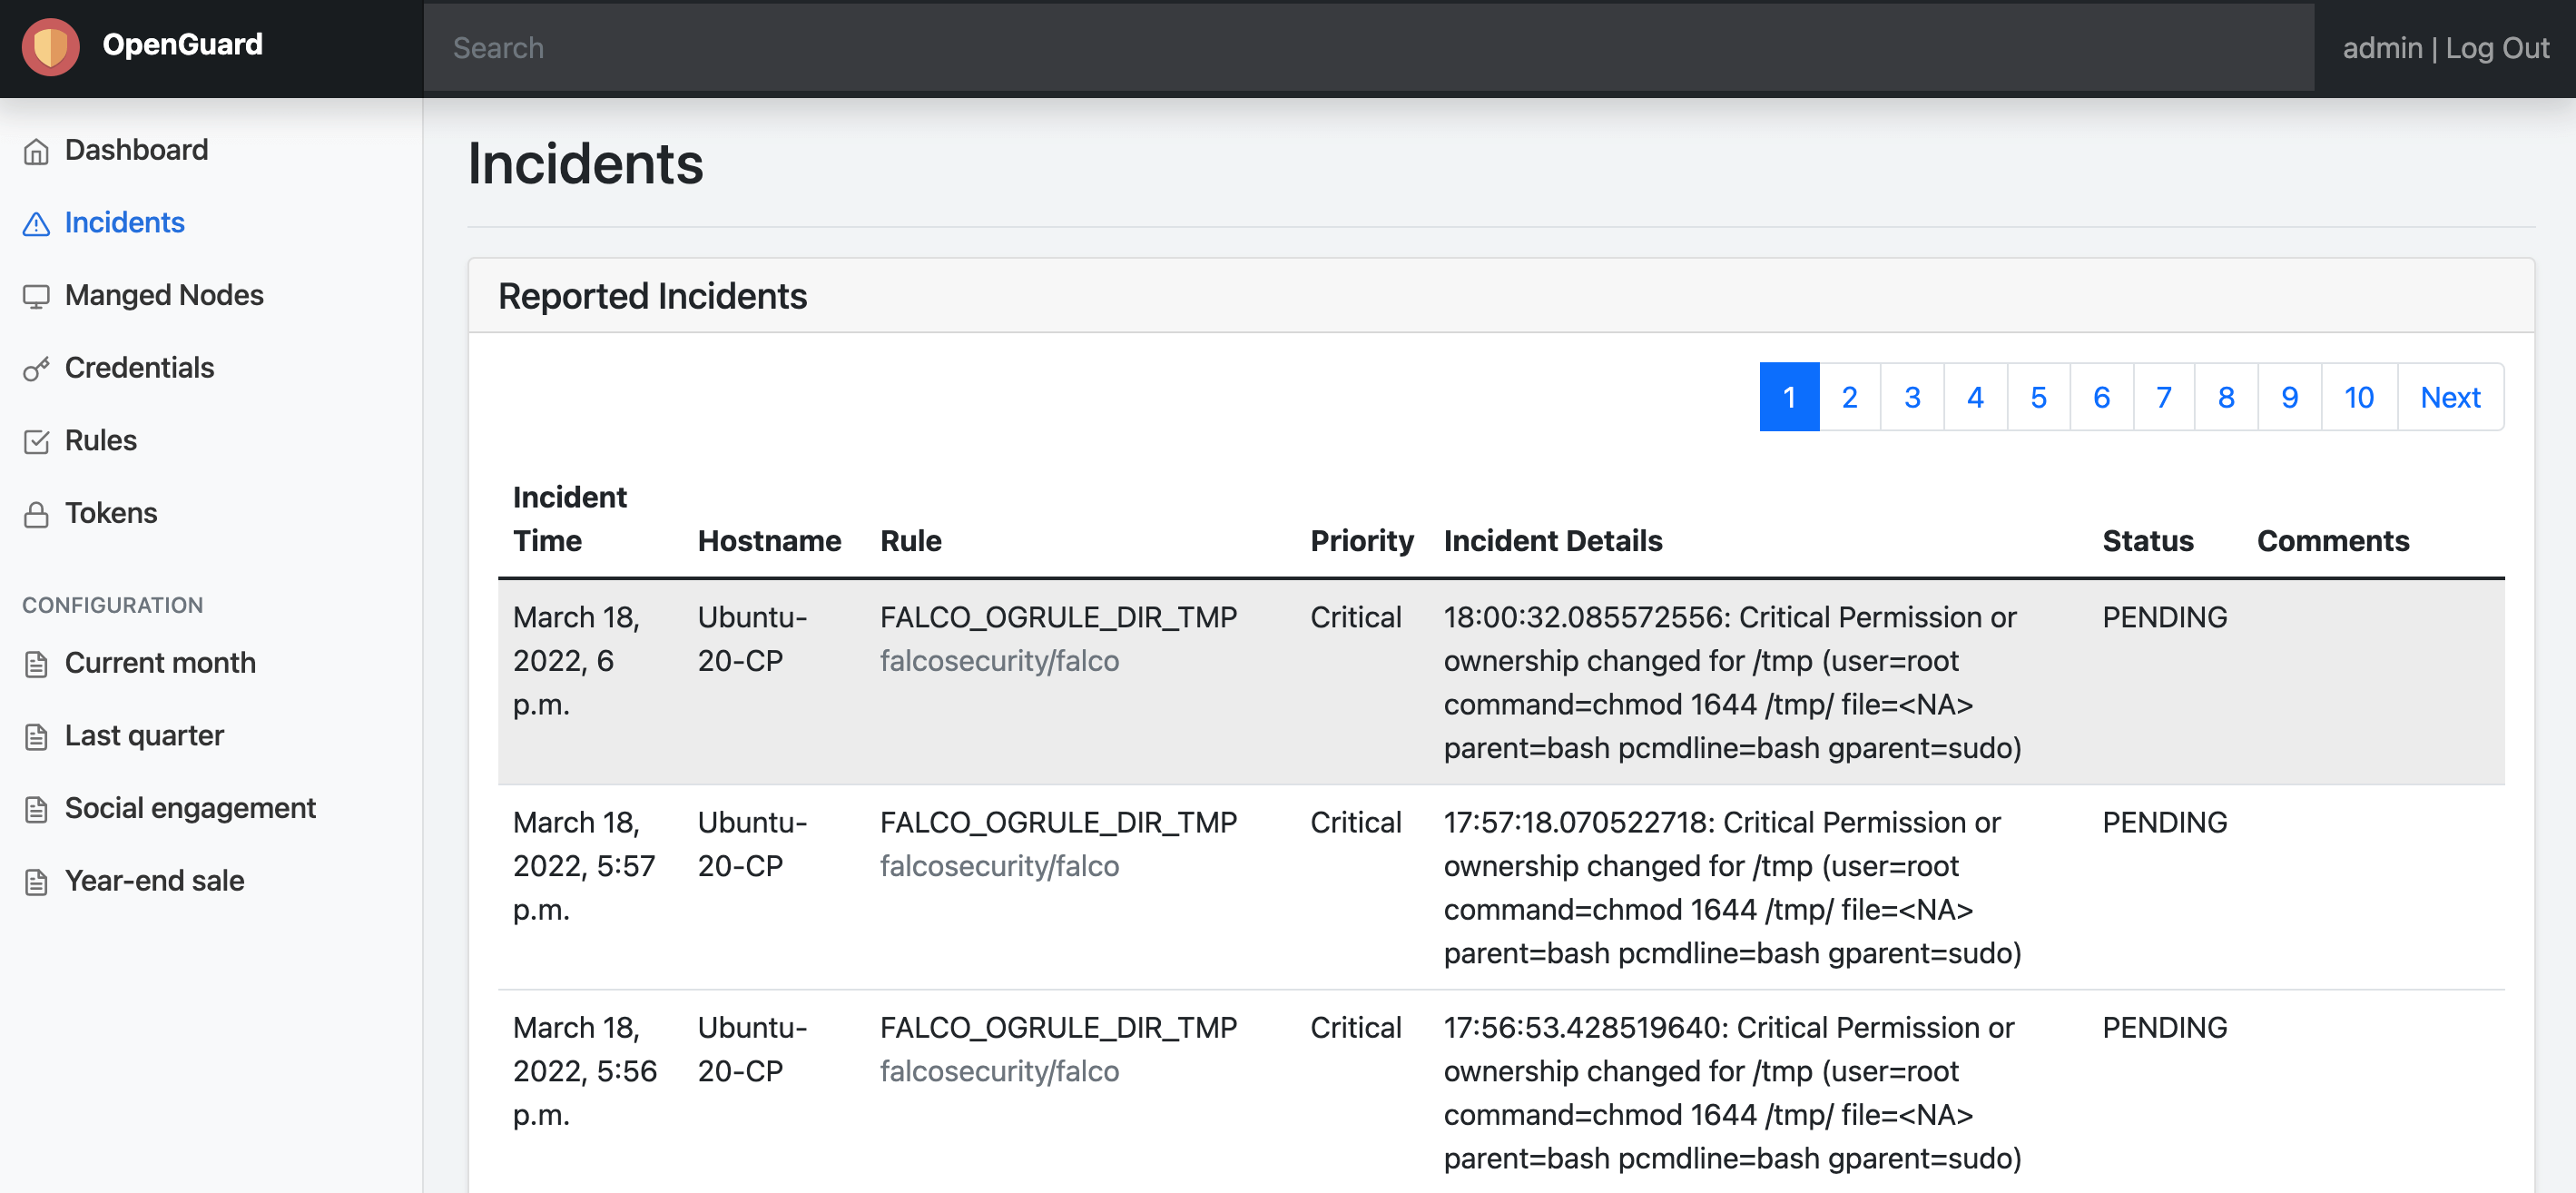 OpenGuard
Search
admin | Log Out
Dashboard
Incidents
Manged Nodes
Credentials
Rules
Tokens
CONFIGURATION
Current month
Last quarter
Social engagement
Year-end sale
Incidents
Reported Incidents
1 2 3 4 5 6 7 8 9 10 Next
Incident
Time Hostname Rule Priority Incident Details Status Comments
March 18, Ubuntu- FALCO_OGRULE_DIR_TMP Critical 18:00:32.085572556: Critical Permission or PENDING
2022, 6 20-CP falcosecurity/falco ownership changed for /tmp (user=root
p.m. command=chmod 1644 /tmp/ file=<NA>
parent=bash pcmdline=bash gparent=sudo)
March 18, Ubuntu- FALCO_OGRULE_DIR_TMP Critical 17:57:18.070522718: Critical Permission or PENDING
2022, 5:57 20-CP falcosecurity/falco ownership changed for /tmp (user=root
p.m. command=chmod 1644 /tmp/ file=<NA>
parent=bash pcmdline=bash gparent=sudo)
March 18, Ubuntu- FALCO_OGRULE_DIR_TMP Critical 17:56:53.428519640: Critical Permission or PENDING
2022, 5:56 20-CP falcosecurity/falco ownership changed for /tmp (user=root
p.m. command=chmod 1644 /tmp/ file=<NA>
parent=bash pcmdline=bash gparent=sudo)